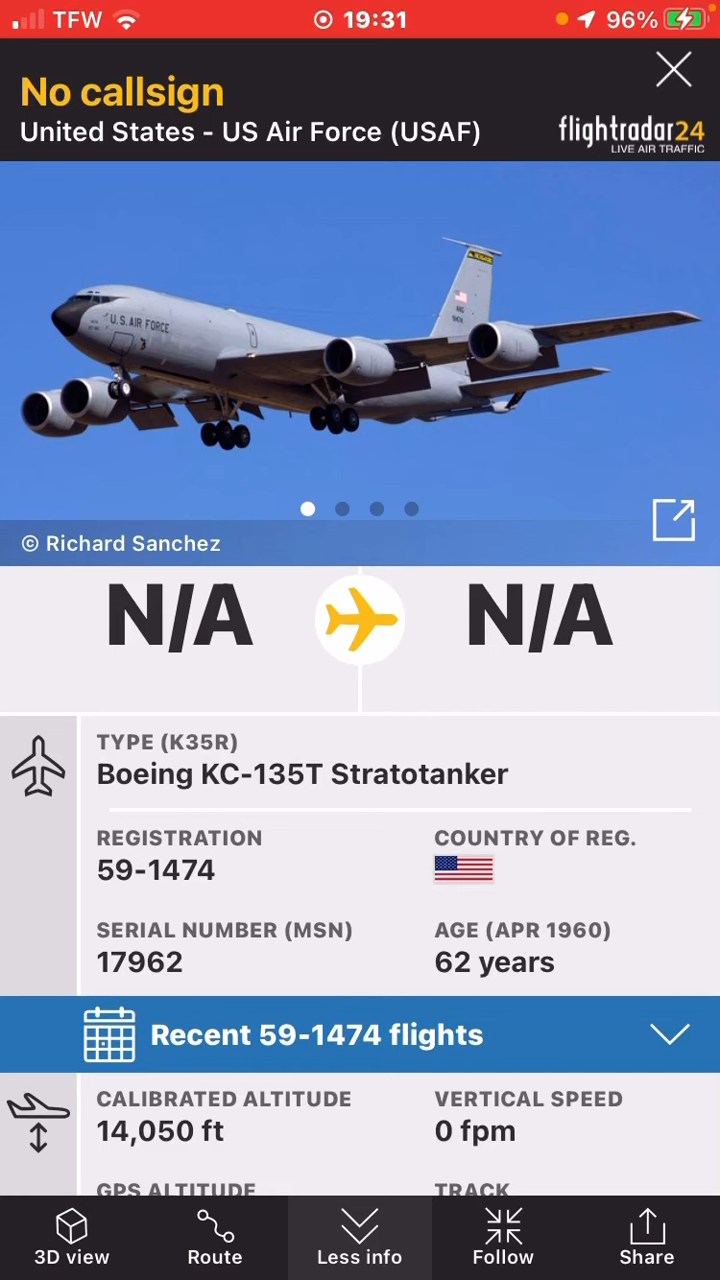 TFW 19:31 96%
No callsign
United States - US Air Force (USAF)
flightradar24
LIVE AIR TRAFFIC
U.S. AIR FORCE
© Richard Sanchez
N/A N/A
TYPE (K35R)
Boeing KC-135T Stratotanker
REGISTRATION COUNTRY OF REG.
59-1474
SERIAL NUMBER (MSN) AGE (APR 1960)
17962 62 years
Recent 59-1474 flights
CALIBRATED ALTITUDE VERTICAL SPEED
14,050 ft 0 fpm
GPS ALTITUDE TRACK
3D view Route Less info Follow Share